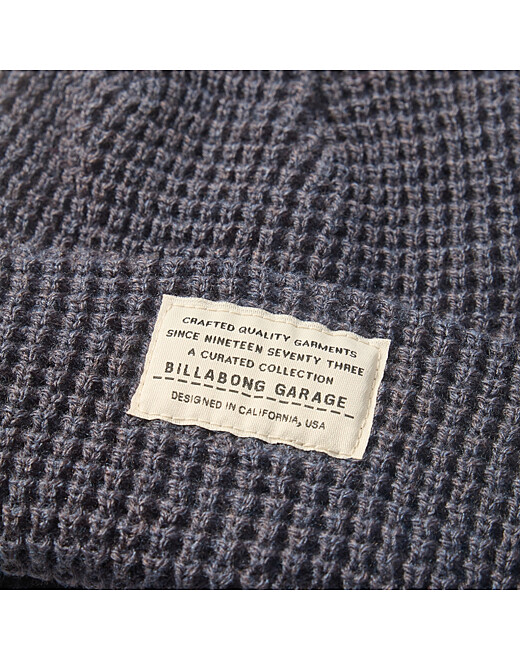 CRAFTED QUALITY GARMENTS
SINCE NINETEEN SEVENTY THREE
A CURATED COLLECTION
BILLABONG GARAGE
DESIGNED IN CALIFORNIA, USA